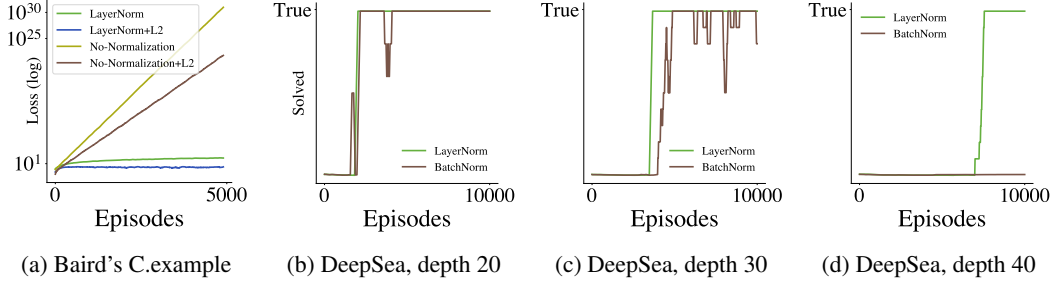 10^30
10^25
10^1
Loss (log)
LayerNorm
LayerNorm+L2
No-Normalization
No-Normalization+L2
0
5000
Episodes
(a) Baird's C.example
True
Solved
LayerNorm
BatchNorm
0
10000
Episodes
(b) DeepSea, depth 20
True
LayerNorm
BatchNorm
0
10000
Episodes
(c) DeepSea, depth 30
True
LayerNorm
BatchNorm
0
10000
Episodes
(d) DeepSea, depth 40